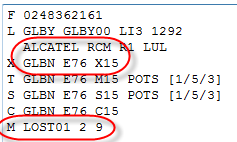 F 0248362161
L GLBY GLBY00 LI3 1292
ALCATEL RCM R1 LUL
X GLBN E76 X15
T GLBN E76 M15 POTS [1/5/3]
S GLBN E76 S15 POTS [1/5/3]
C GLBN E76 C15
M LOST01 2 9